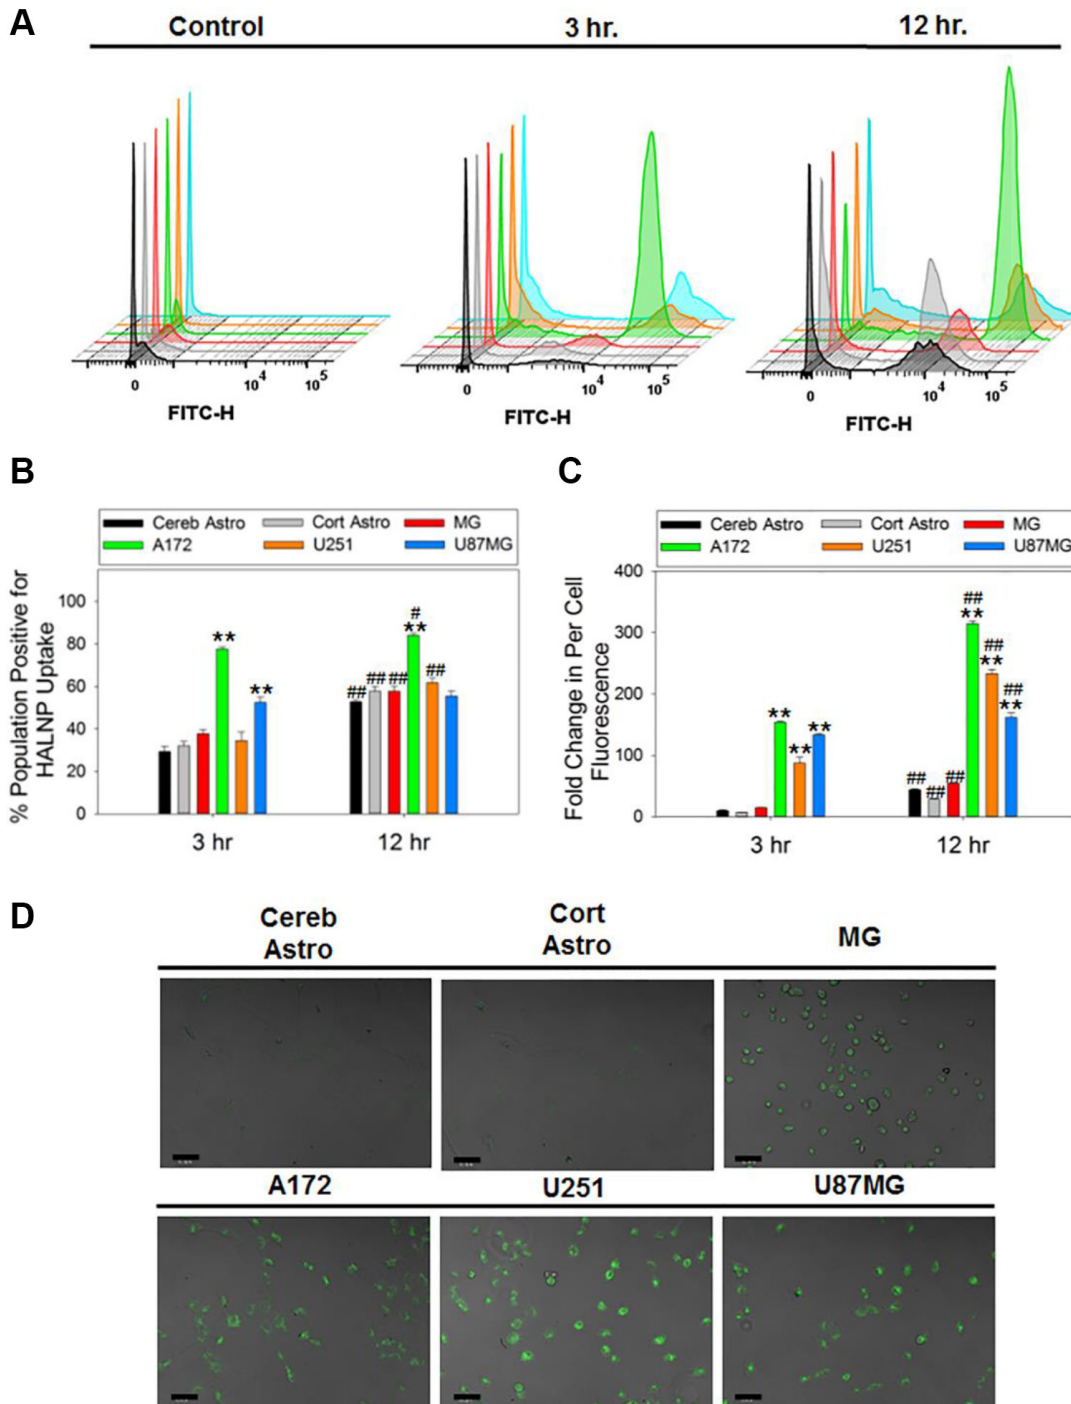 A
Control 3 hr. 12 hr.
0 10⁴ 10⁵
0 10⁴ 10⁵
0 10⁴ 10⁵
FITC-H
FITC-H
FITC-H
B
Cereb Astro Cort Astro MG
A172 U251 U87MG
% Population Positive for
HALNP Uptake
100
80
60
40
20
0
**
**
#
**
## ## ## ##
3 hr 12 hr
C
Cereb Astro Cort Astro MG
A172 U251 U87MG
Fold Change in Per Cell
Fluorescence
400
300
200
100
0
** ** **
##
**
##
**
##
**
## ## ##
3 hr 12 hr
D
Cereb
Astro
Cort
Astro
MG
A172 U251 U87MG